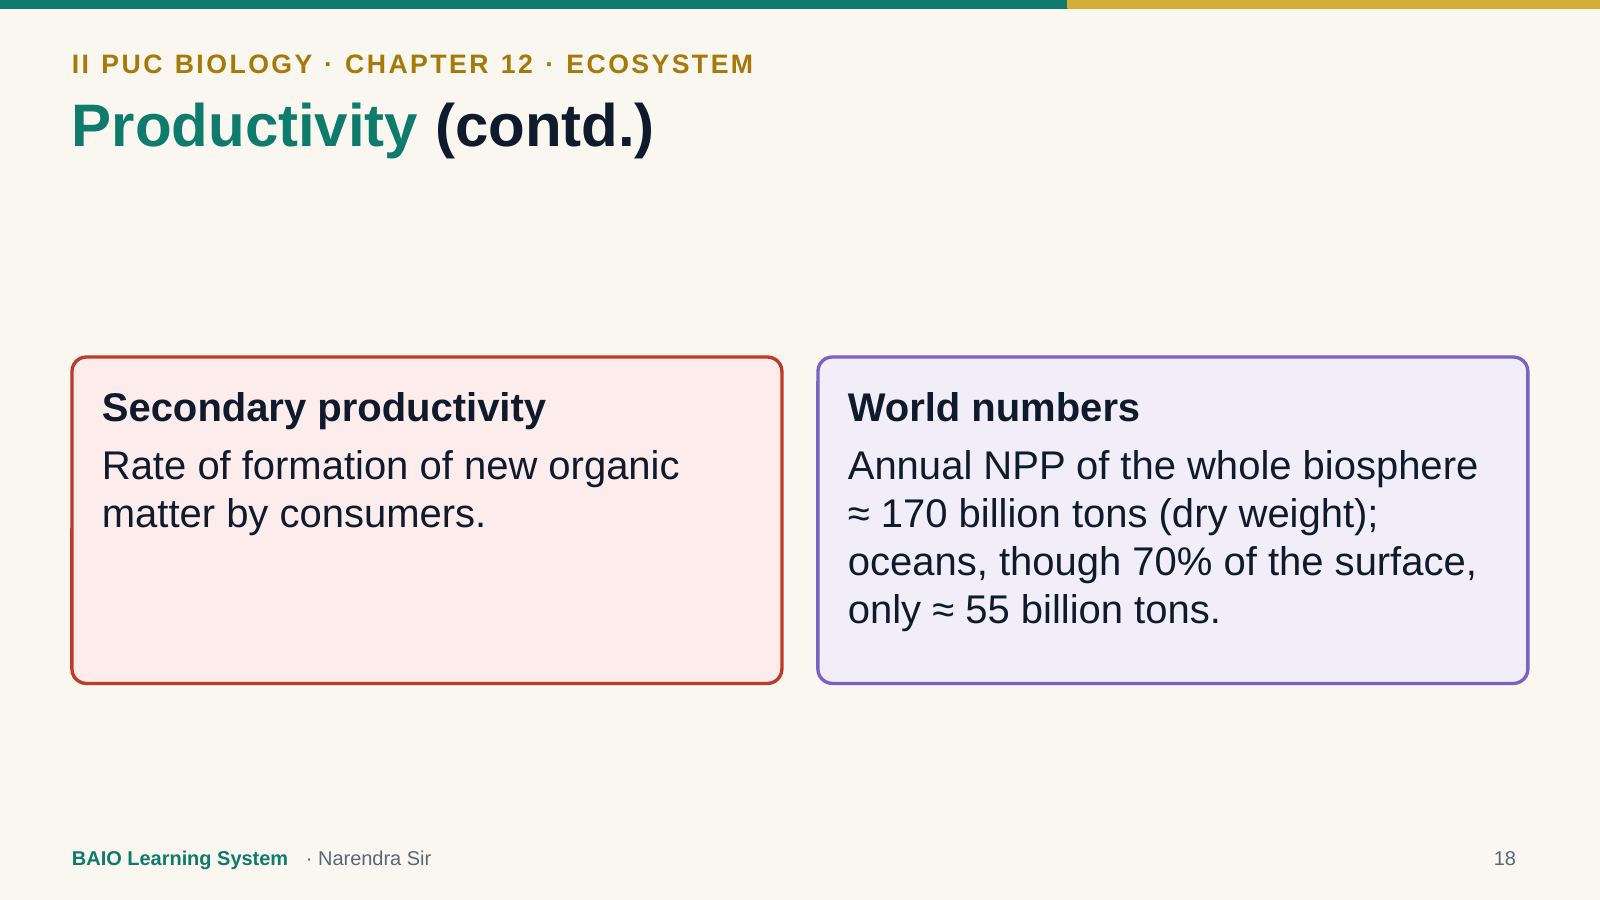 II PUC BIOLOGY · CHAPTER 12 · ECOSYSTEM
Productivity (contd.)
Secondary productivity
Rate of formation of new organic
matter by consumers.
World numbers
Annual NPP of the whole biosphere
≈ 170 billion tons (dry weight);
oceans, though 70% of the surface,
only ≈ 55 billion tons.
BAIO Learning System · Narendra Sir
18